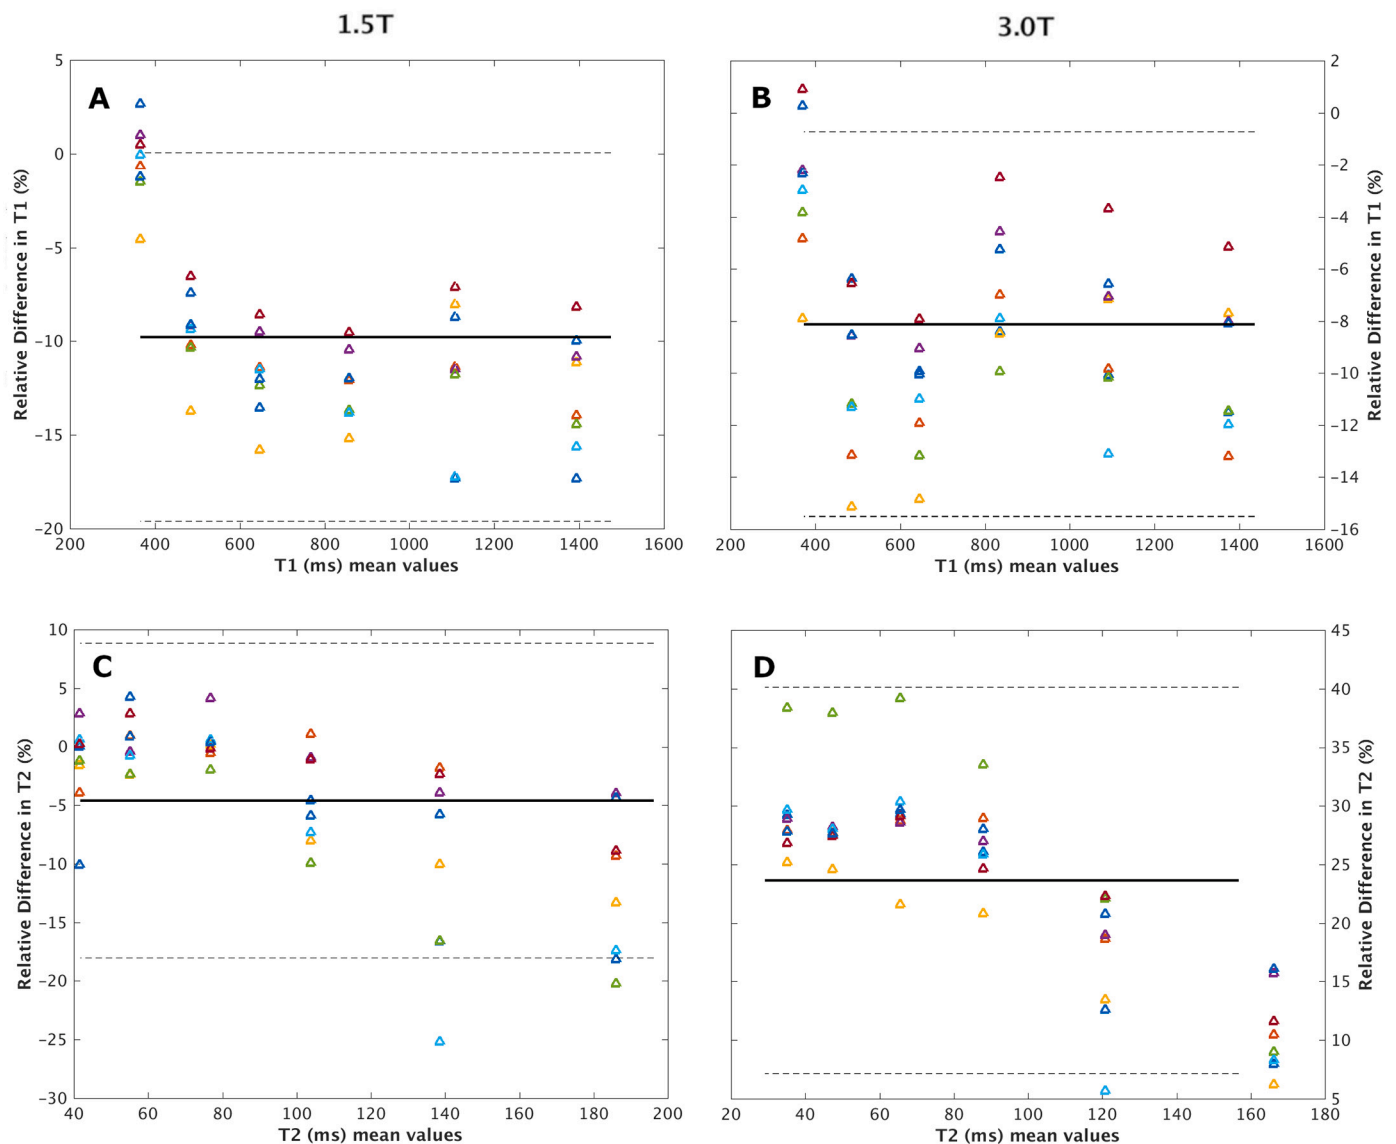 1.5T
3.0T
A
5
0
−5
−10
−15
−20
200 400 600 800 1000 1200 1400 1600
T1 (ms) mean values
Relative Difference in T1 (%)
B
2
0
−2
−4
−6
−8
−10
−12
−14
−16
200 400 600 800 1000 1200 1400 1600
T1 (ms) mean values
Relative Difference in T1 (%)
C
10
5
0
−5
−10
−15
−20
−25
−30
40 60 80 100 120 140 160 180 200
T2 (ms) mean values
Relative Difference in T2 (%)
D
45
40
35
30
25
20
15
10
5
20 40 60 80 100 120 140 160 180
T2 (ms) mean values
Relative Difference in T2 (%)